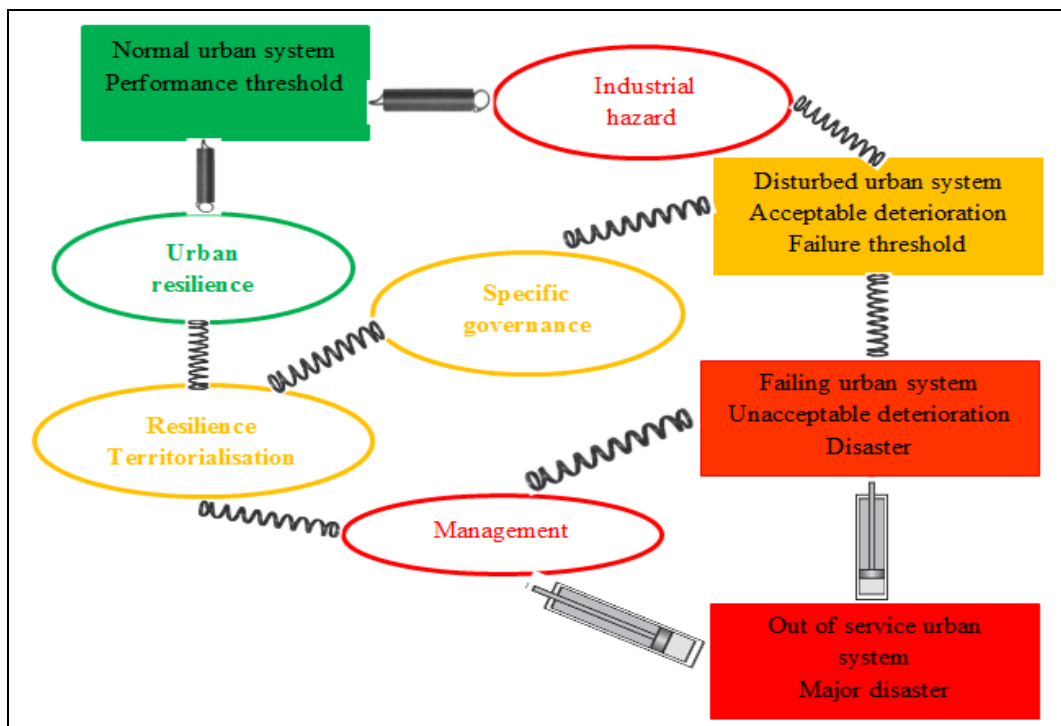 Normal urban system
Performance threshold
Industrial
hazard
Disturbed urban system
Acceptable deterioration
Failure threshold
Urban
resilience
Specific
governance
Failing urban system
Unacceptable deterioration
Disaster
Resilience
Territorialisation
Management
Out of service urban
system
Major disaster